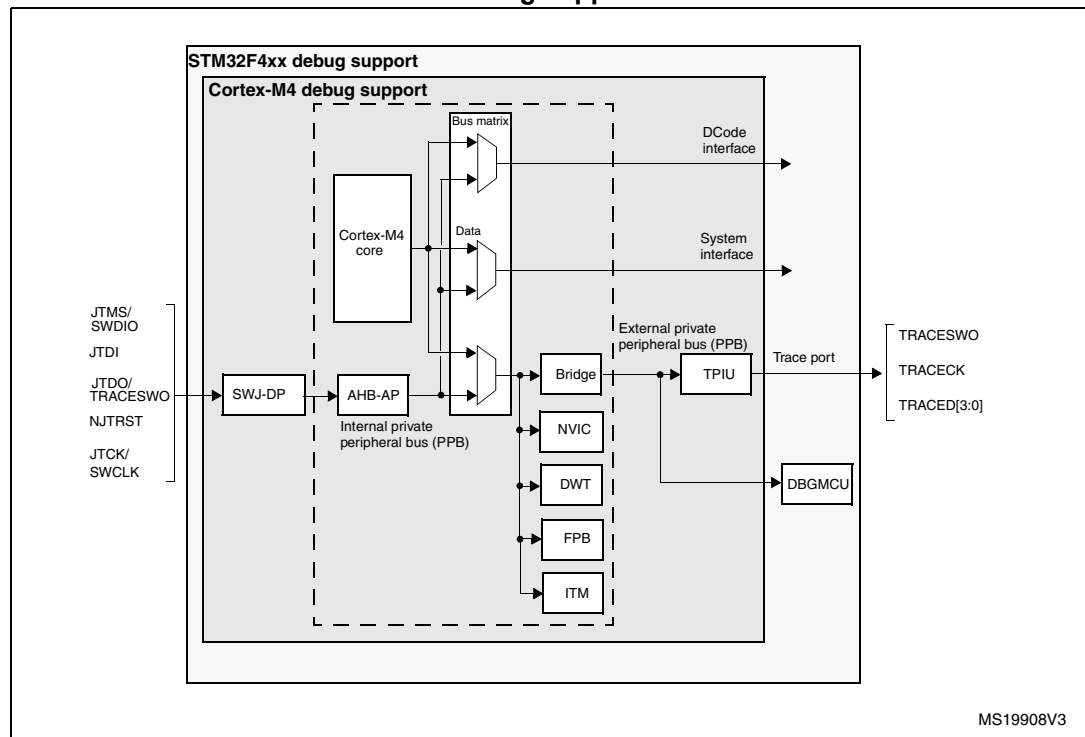 STM32F4xx debug support
Cortex-M4 debug support
Bus matrix
DCode
interface
Cortex-M4
core
Data
System
interface
JTMS/
SWDIO
JTDI
JTDO/
TRACESWO
NJTRST
JTCK/
SWCLK
SWJ-DP
AHB-AP
Internal private
peripheral bus (PPB)
External private
peripheral bus (PPB)
Bridge
NVIC
DWT
FPB
ITM
TPIU
Trace port
DBGMCU
TRACESWO
TRACECK
TRACED[3:0]
MS19908V3